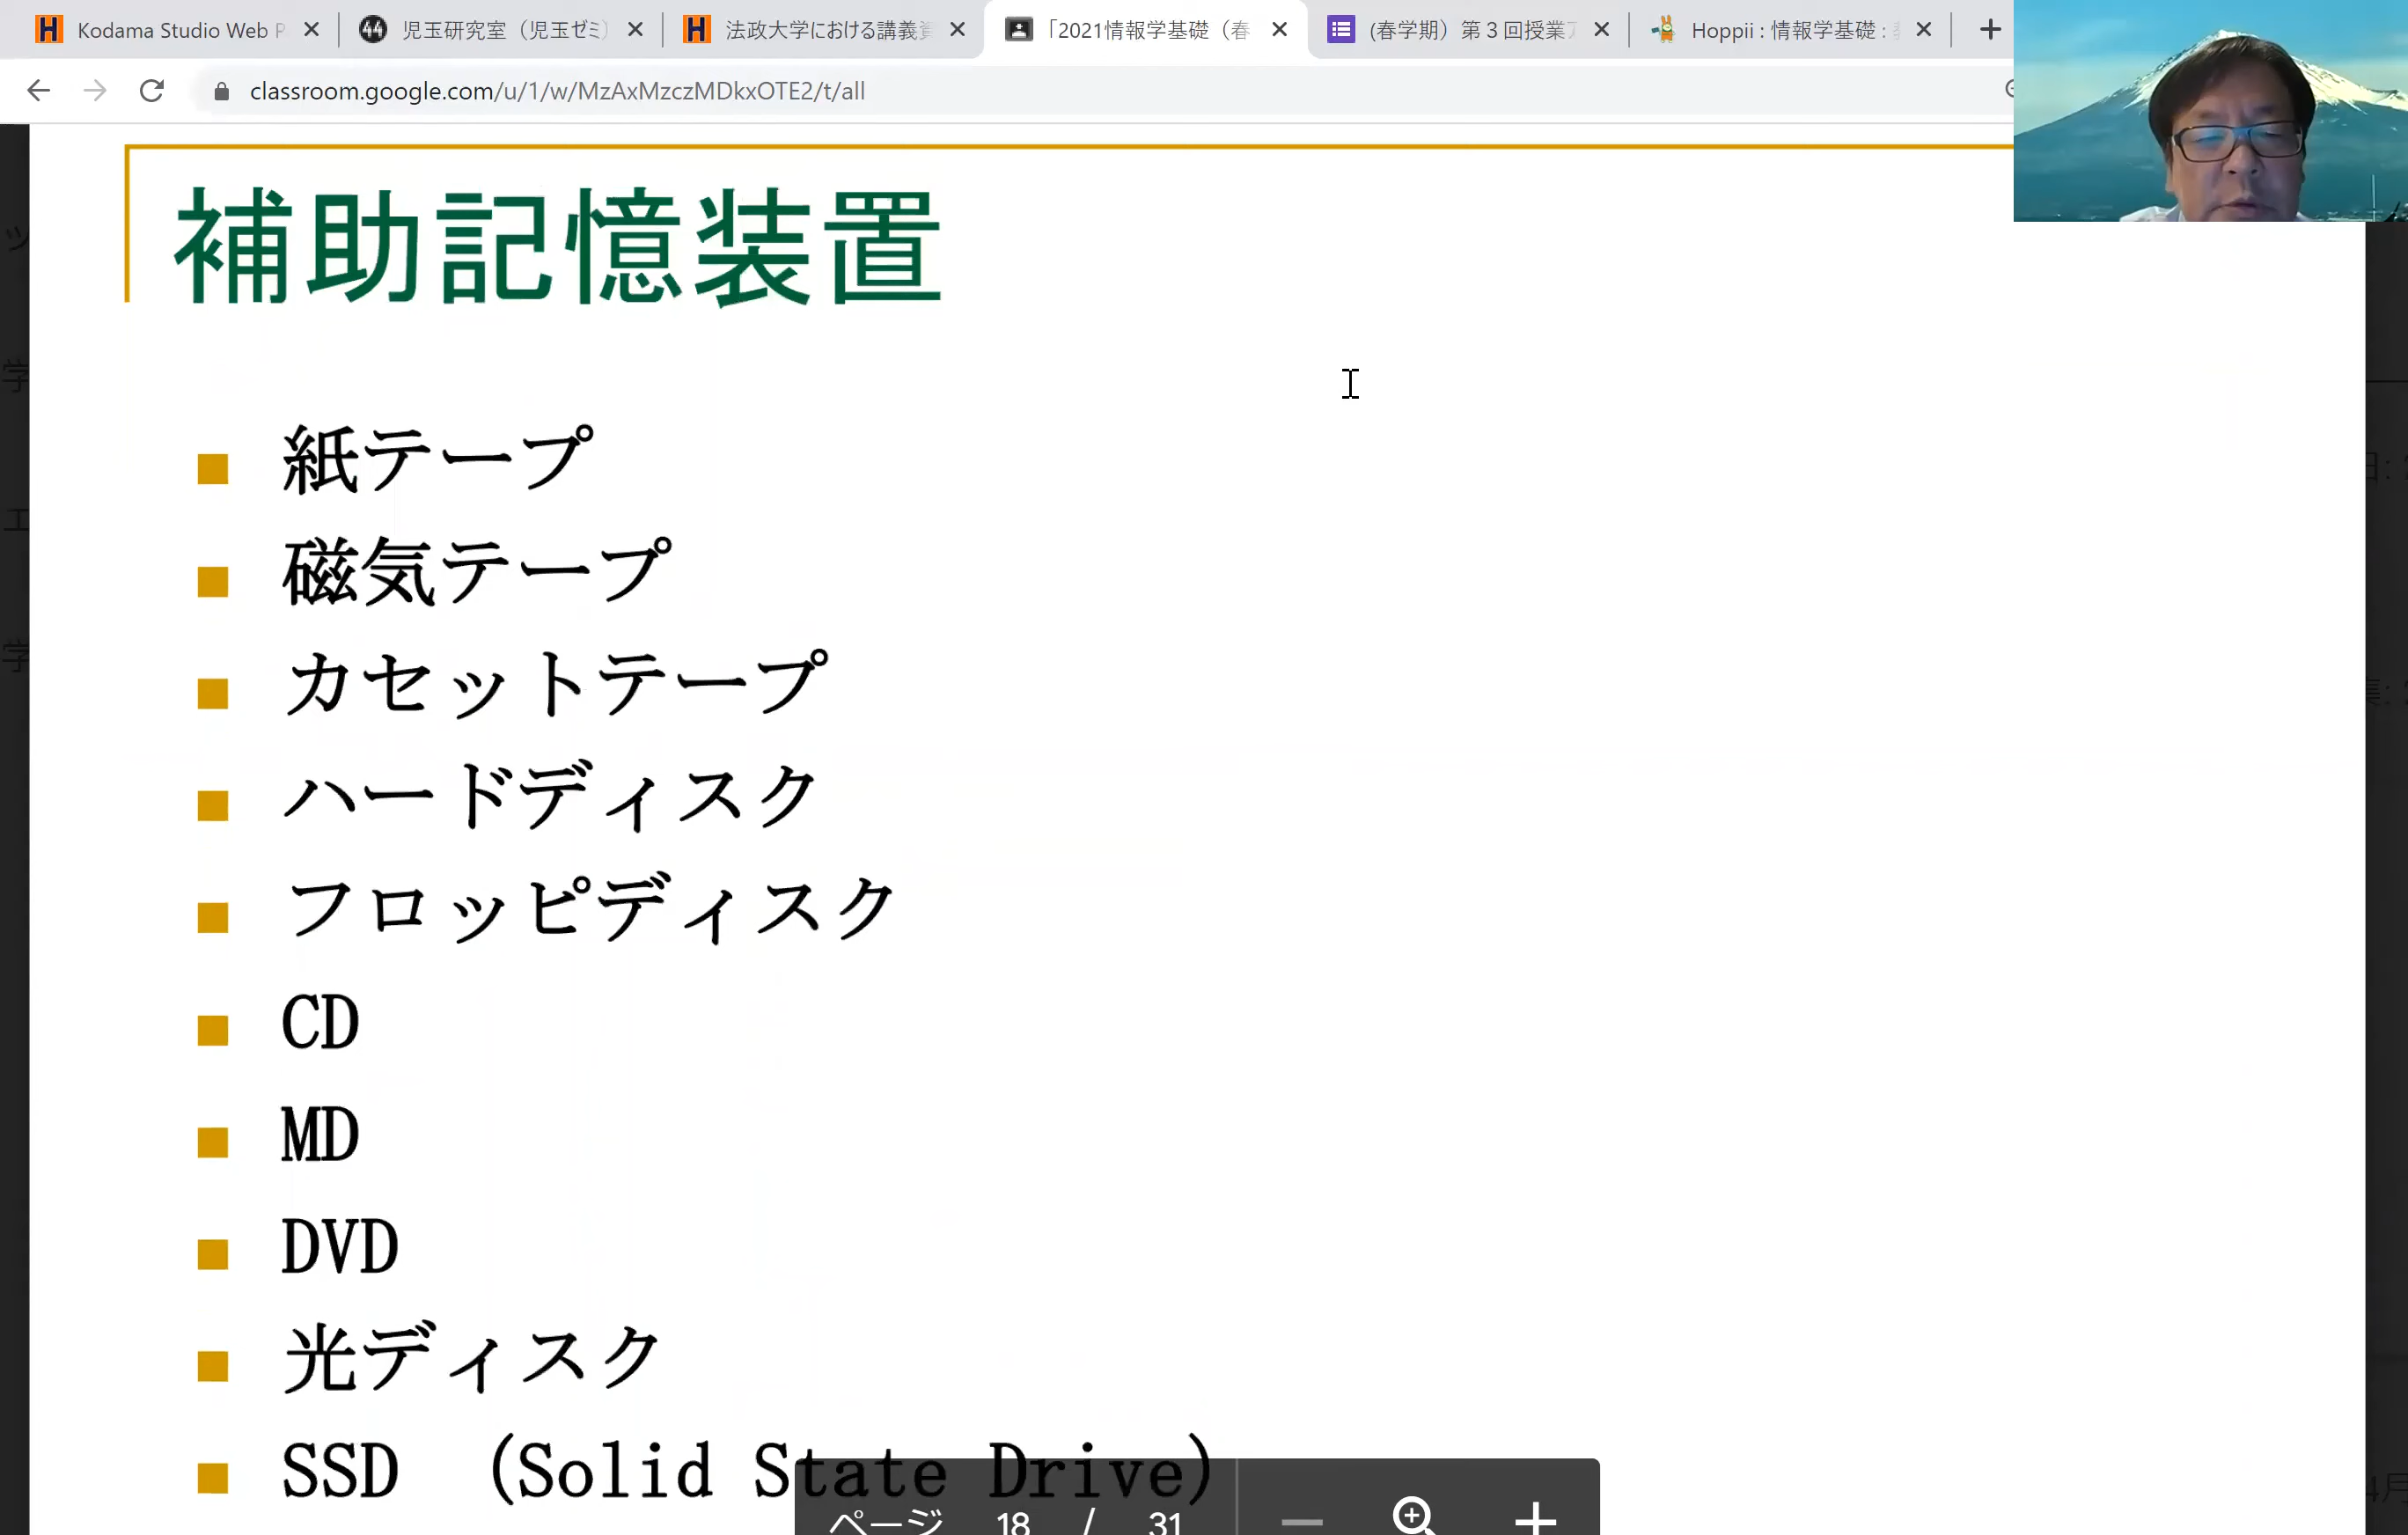 Kodama Studio Web P
児玉研究室（児玉ゼミ）
法政大学における講義資
「2021情報学基礎（春
(春学期）第３回授業ア
Hoppii : 情報学基礎 :
classroom.google.com/u/1/w/MzAxMzczMDkxOTE2/t/all
補助記憶装置
紙テープ
磁気テープ
カセットテープ
ハードディスク
フロッピディスク
CD
MD
DVD
光ディスク
SSD (Solid State Drive)
ページ 18 / 31